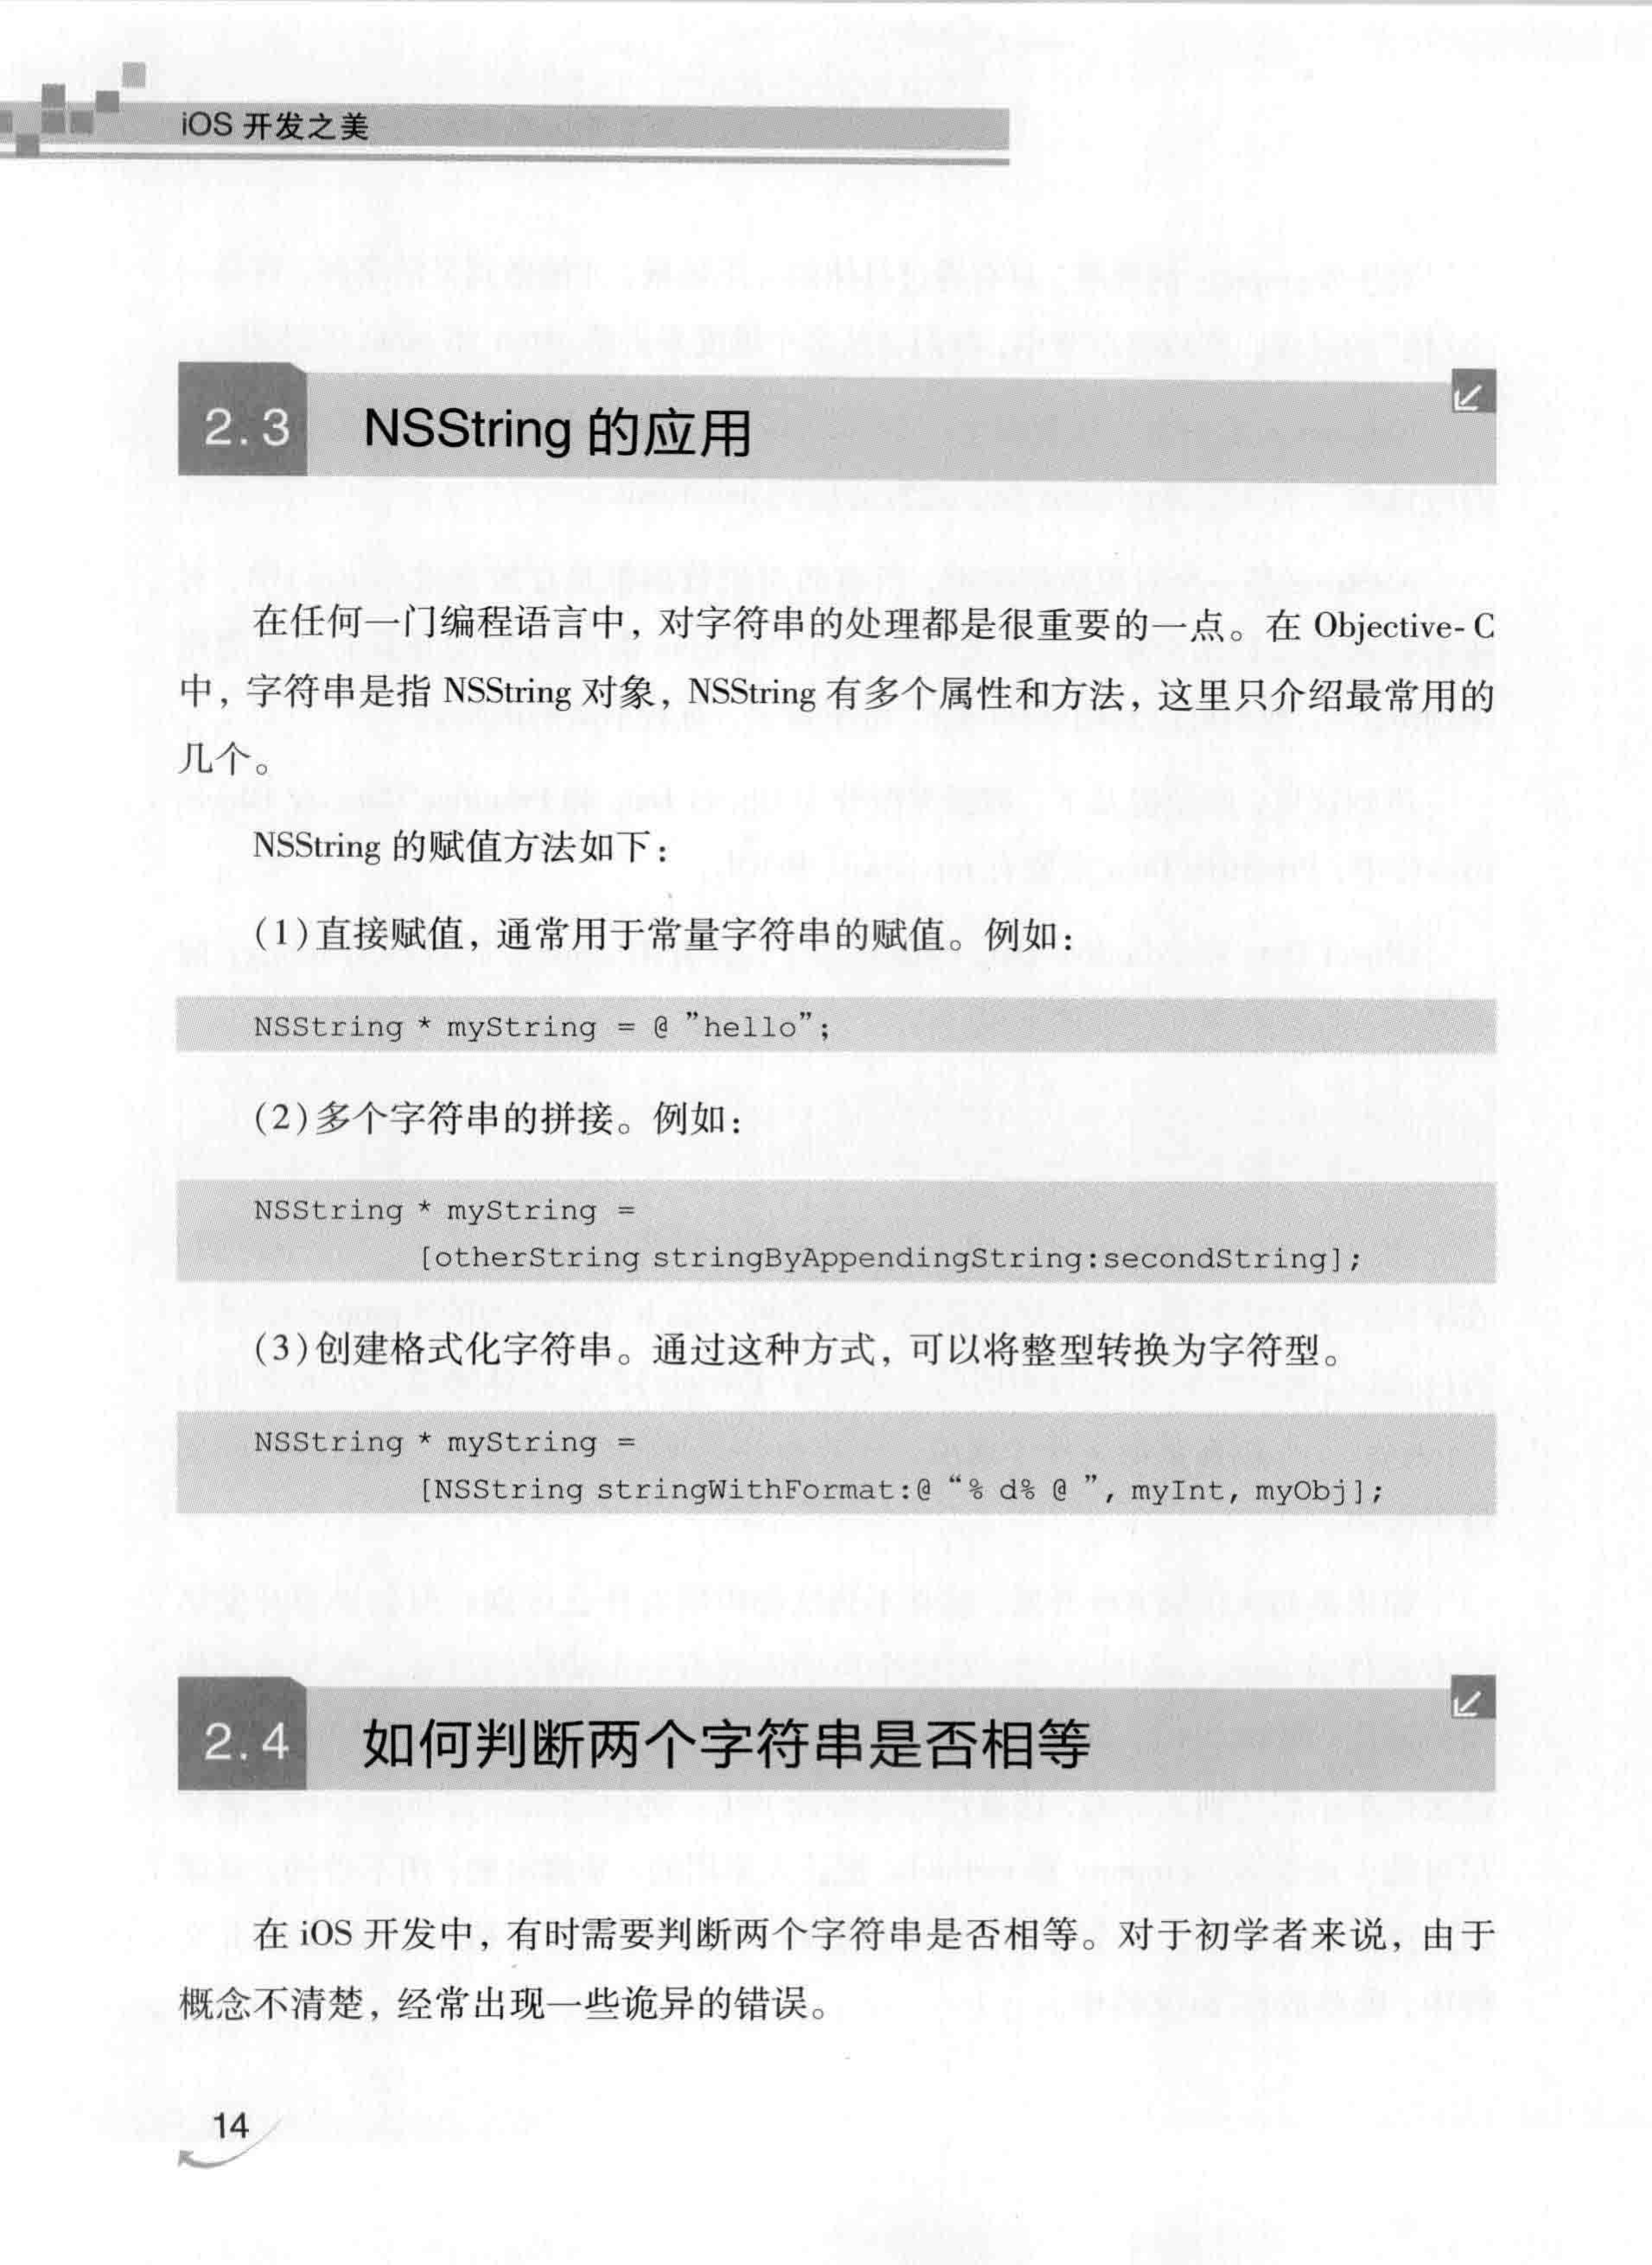 iOS 开发之美
2.3 NSString 的应用
在任何一门编程语言中，对字符串的处理都是很重要的一点。在 Objective-C
中，字符串是指 NSString 对象，NSString 有多个属性和方法，这里只介绍最常用的
几个。
NSString 的赋值方法如下：
(1)直接赋值，通常用于常量字符串的赋值。例如：
NSString * myString = @ ”hello”;
(2)多个字符串的拼接。例如：
NSString * myString =
[otherString stringByAppendingString:secondString];
(3)创建格式化字符串。通过这种方式，可以将整型转换为字符型。
NSString * myString =
[NSString stringWithFormat:@ “% d% @ ”, myInt, myObj];
2.4 如何判断两个字符串是否相等
在 iOS 开发中，有时需要判断两个字符串是否相等。对于初学者来说，由于
概念不清楚，经常出现一些诡异的错误。
14